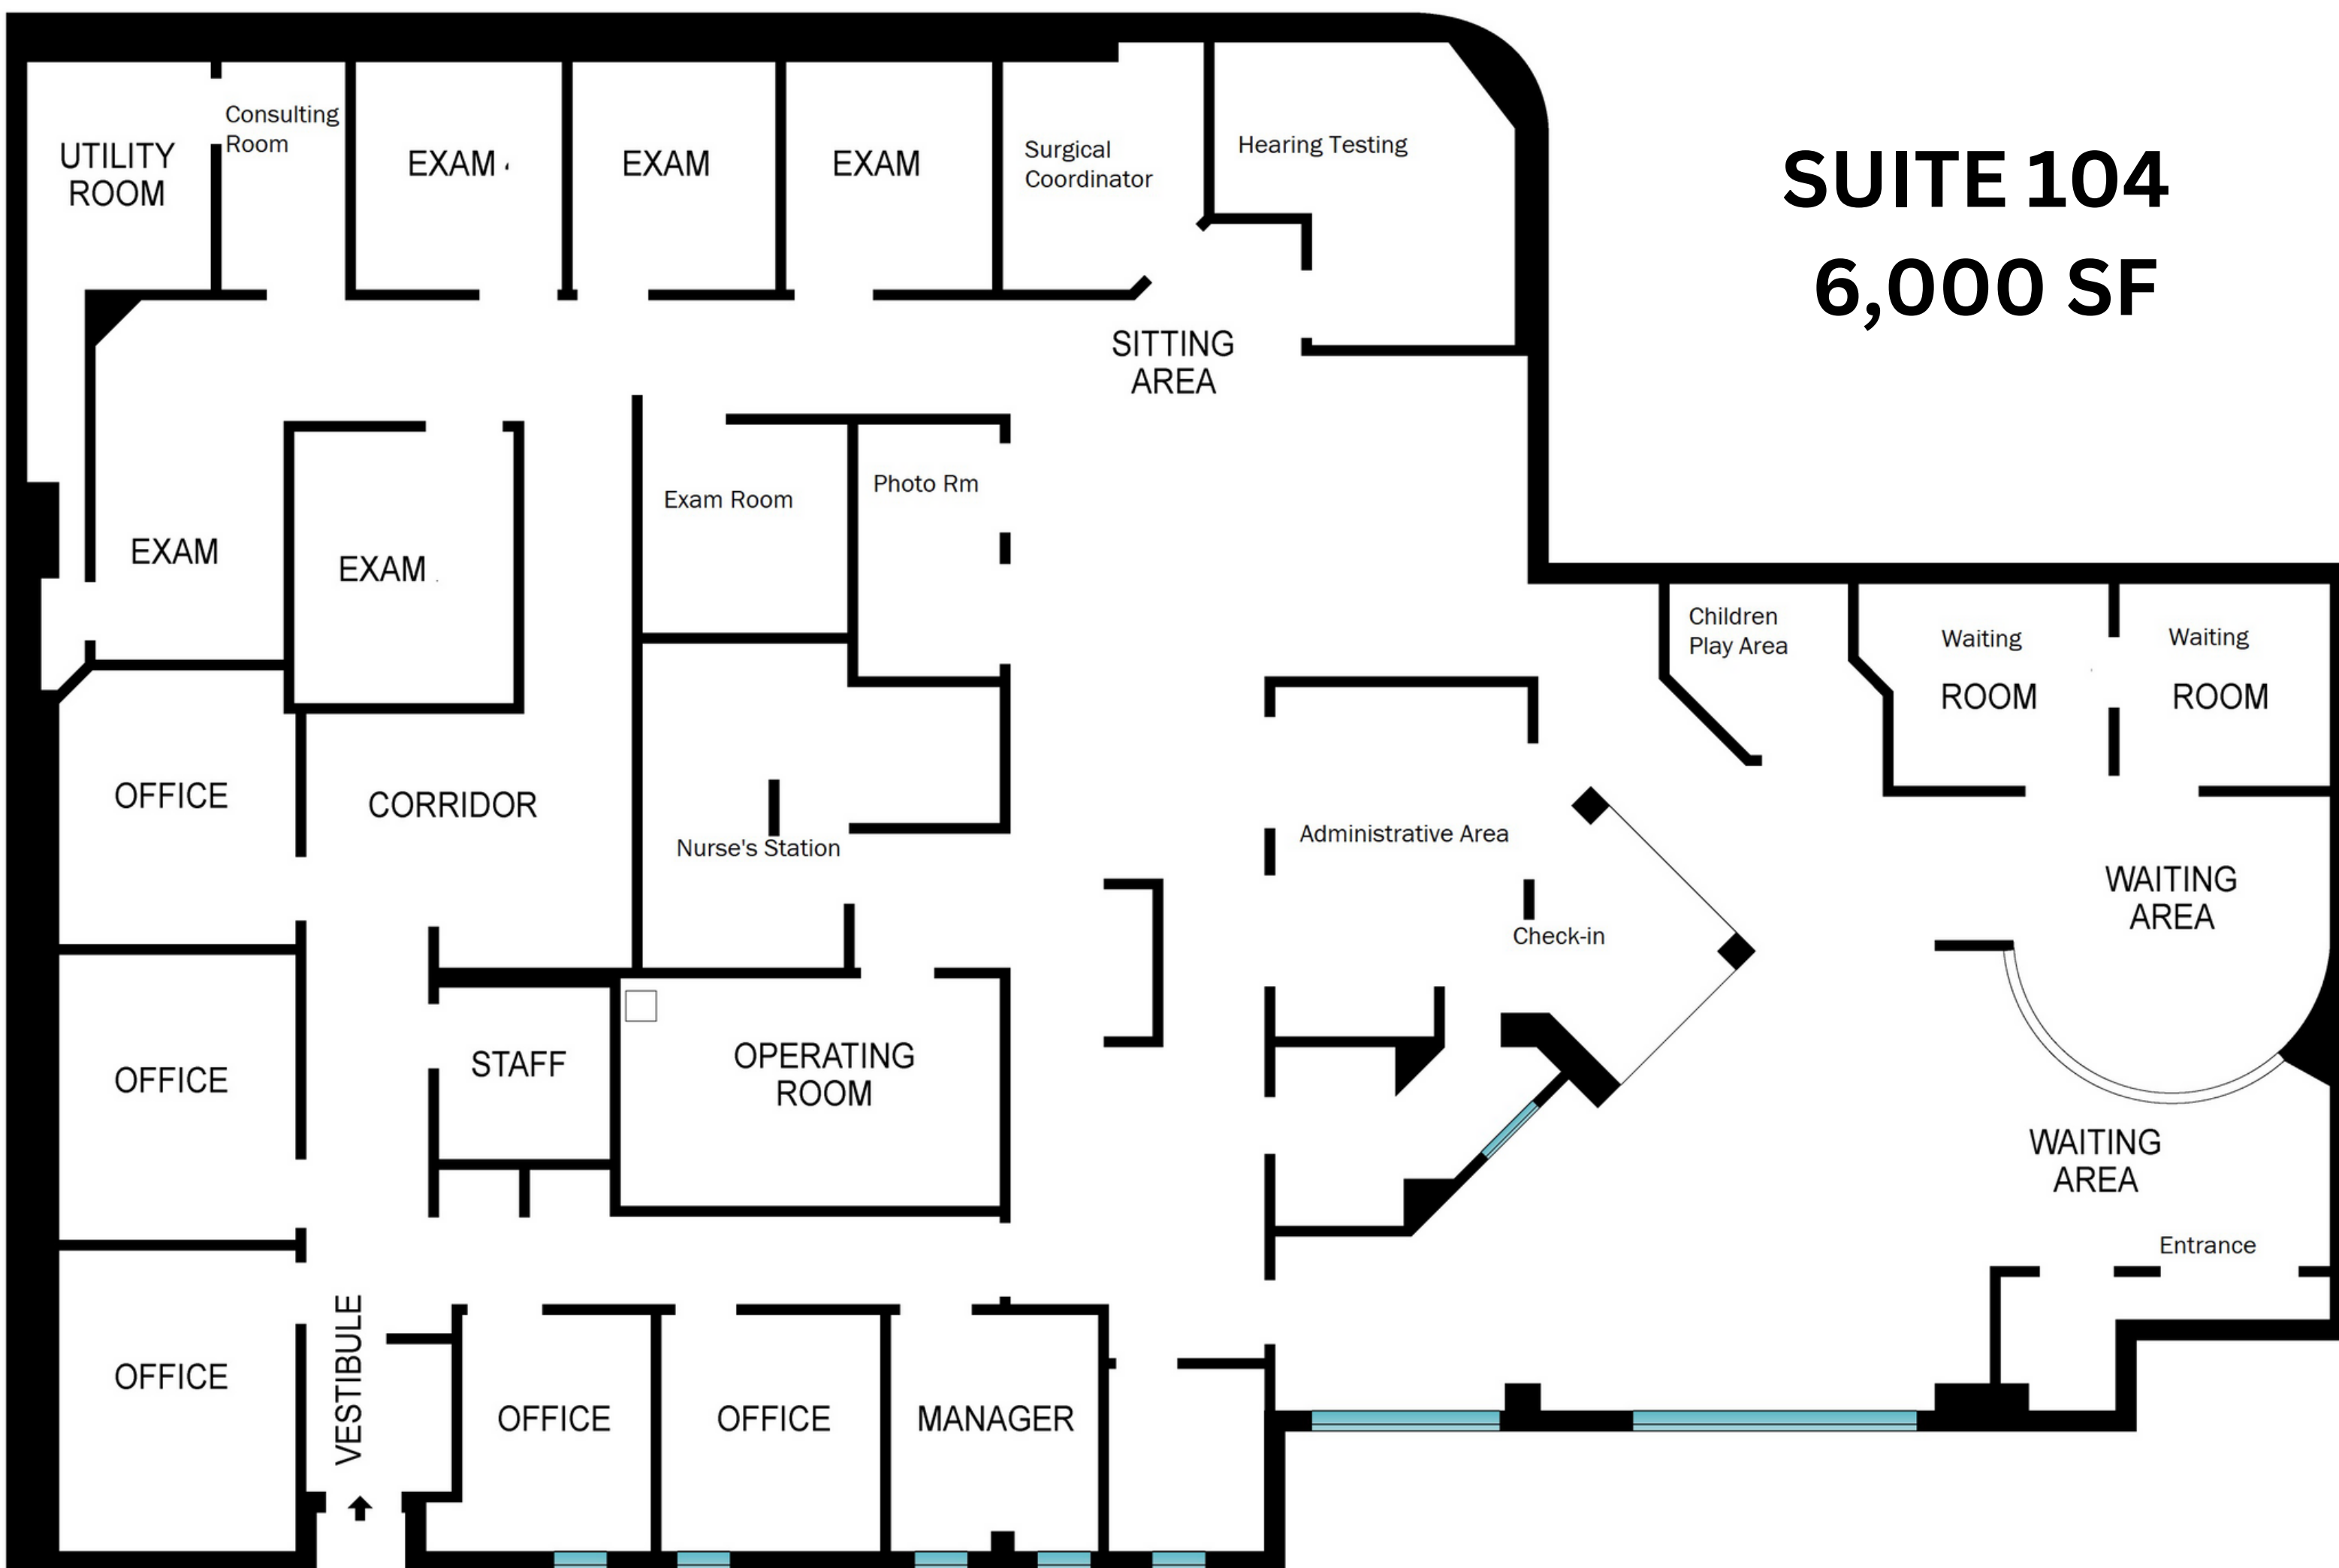 SUITE 104
6,000 SF
UTILITY
ROOM
Consulting
Room
EXAM
EXAM
EXAM
Surgical
Coordinator
Hearing Testing
SITTING
AREA
EXAM
EXAM
Exam Room
Photo Rm
Children
Play Area
Waiting
ROOM
Waiting
ROOM
OFFICE
CORRIDOR
Nurse's Station
Administrative Area
Check-in
WAITING
AREA
OFFICE
STAFF
OPERATING
ROOM
WAITING
AREA
Entrance
OFFICE
VESTIBULE
OFFICE
OFFICE
MANAGER